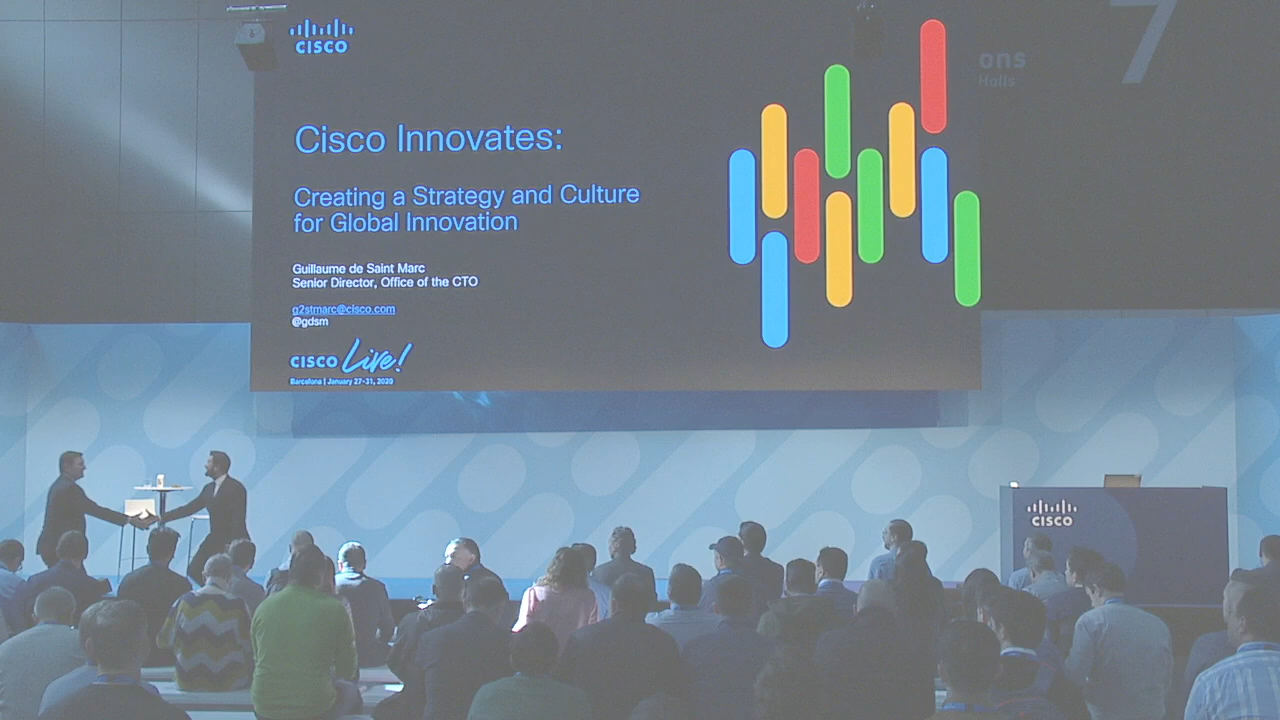 CISCO
Cisco Innovates:
Creating a Strategy and Culture
for Global Innovation
Guillaume de Saint Marc
Senior Director, Office of the CTO
g2stmarc@cisco.com
@gdsm
CISCO Live!
Barcelona | January 27-31, 2020
ons
Halls
7
CISCO